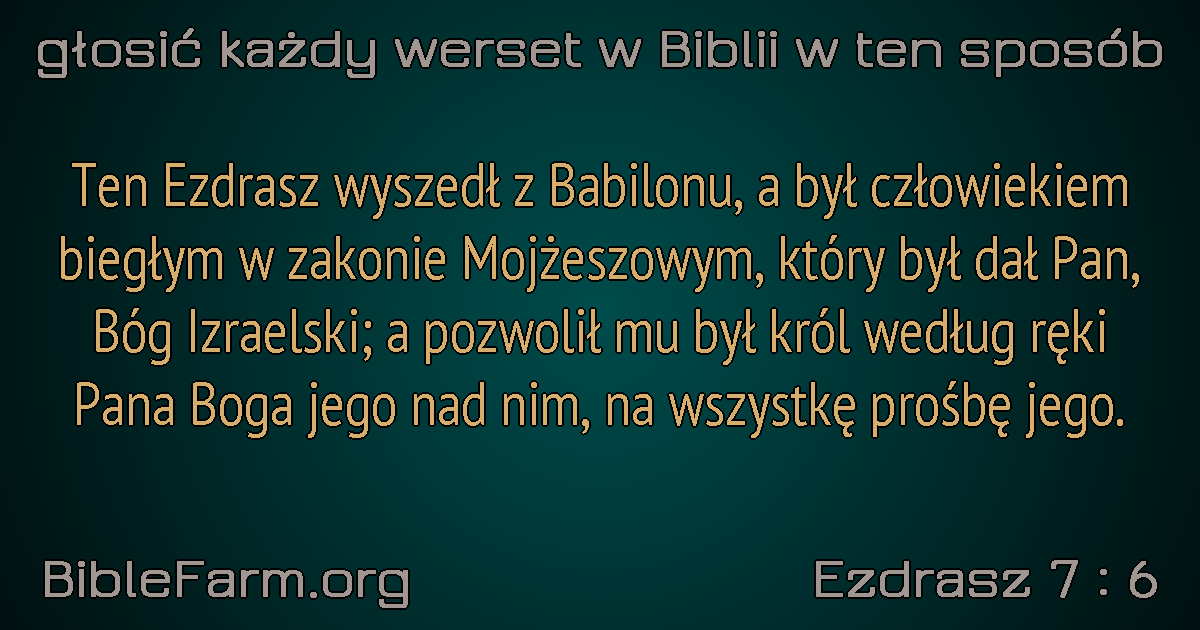 głosić każdy werset w Biblii w ten sposób
Ten Ezdrasz wyszedł z Babilonu, a był człowiekiem
biegłym w zakonie Mojżeszowym, który był dał Pan,
Bóg Izraelski; a pozwolił mu był król według ręki
Pana Boga jego nad nim, na wszystkę prośbę jego.
BibleFarm.org
Ezdrasz 7 : 6